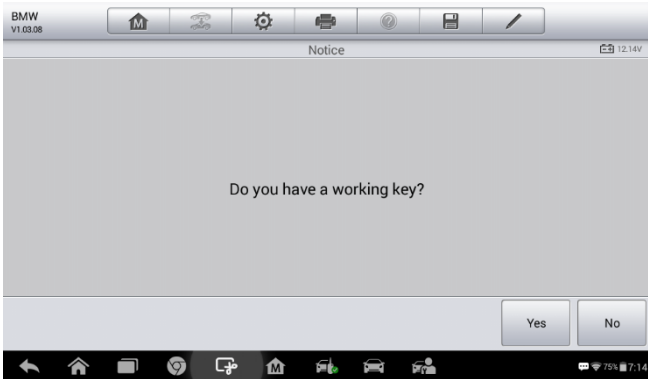 BMW
V1.03.08
M
Notice
12.14V
Do you have a working key?
Yes
No
M
75% 7:14